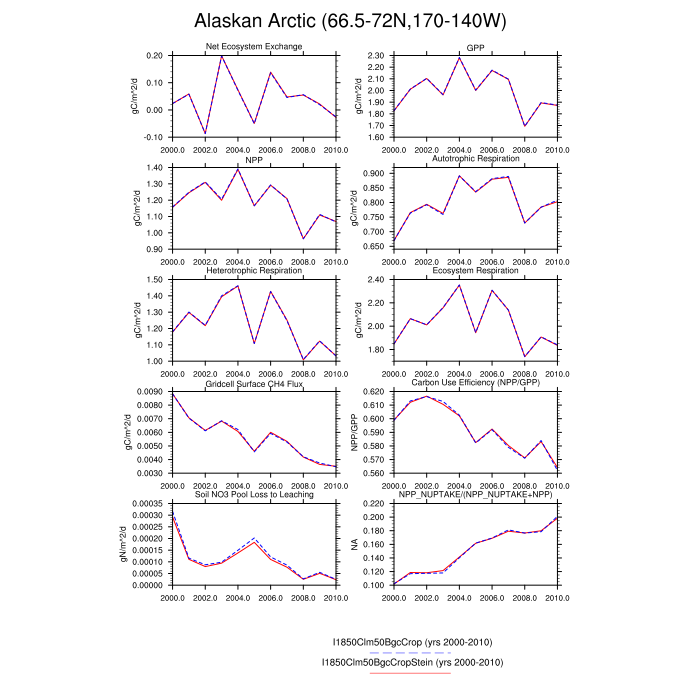 Alaskan Arctic (66.5-72N,170-140W)
Net Ecosystem Exchange
gC/m^2/d
0.20
0.10
0.00
-0.10
2000.0 2002.0 2004.0 2006.0 2008.0 2010.0
GPP
gC/m^2/d
2.30
2.20
2.10
2.00
1.90
1.80
1.70
1.60
2000.0 2002.0 2004.0 2006.0 2008.0 2010.0
NPP
gC/m^2/d
1.40
1.30
1.20
1.10
1.00
0.90
2000.0 2002.0 2004.0 2006.0 2008.0 2010.0
Autotrophic Respiration
gC/m^2/d
0.900
0.850
0.800
0.750
0.700
0.650
2000.0 2002.0 2004.0 2006.0 2008.0 2010.0
Heterotrophic Respiration
gC/m^2/d
1.50
1.40
1.30
1.20
1.10
1.00
2000.0 2002.0 2004.0 2006.0 2008.0 2010.0
Ecosystem Respiration
gC/m^2/d
2.40
2.20
2.00
1.80
2000.0 2002.0 2004.0 2006.0 2008.0 2010.0
Gridcell Surface CH4 Flux
gC/m^2/d
0.0090
0.0080
0.0070
0.0060
0.0050
0.0040
0.0030
2000.0 2002.0 2004.0 2006.0 2008.0 2010.0
Carbon Use Efficiency (NPP/GPP)
NPP/GPP
0.620
0.610
0.600
0.590
0.580
0.570
0.560
2000.0 2002.0 2004.0 2006.0 2008.0 2010.0
Soil NO3 Pool Loss to Leaching
gN/m^2/d
0.00035
0.00030
0.00025
0.00020
0.00015
0.00010
0.00005
0.00000
2000.0 2002.0 2004.0 2006.0 2008.0 2010.0
NPP_NUPTAKE/(NPP_NUPTAKE+NPP)
NA
0.220
0.200
0.180
0.160
0.140
0.120
0.100
2000.0 2002.0 2004.0 2006.0 2008.0 2010.0
I1850Clm50BgcCrop (yrs 2000-2010)
I1850Clm50BgcCropStein (yrs 2000-2010)